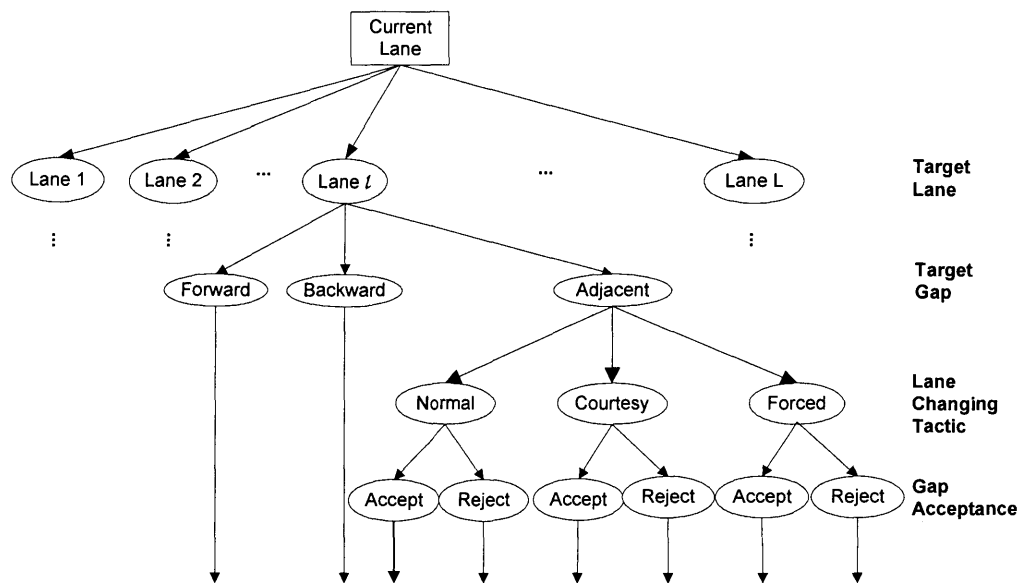 Current
Lane
Lane 1
Lane 2
...
Lane l
...
Lane L
Target
Lane
...
...
...
Forward
Backward
Adjacent
Target
Gap
Normal
Courtesy
Forced
Lane
Changing
Tactic
Accept
Reject
Accept
Reject
Accept
Reject
Gap
Acceptance